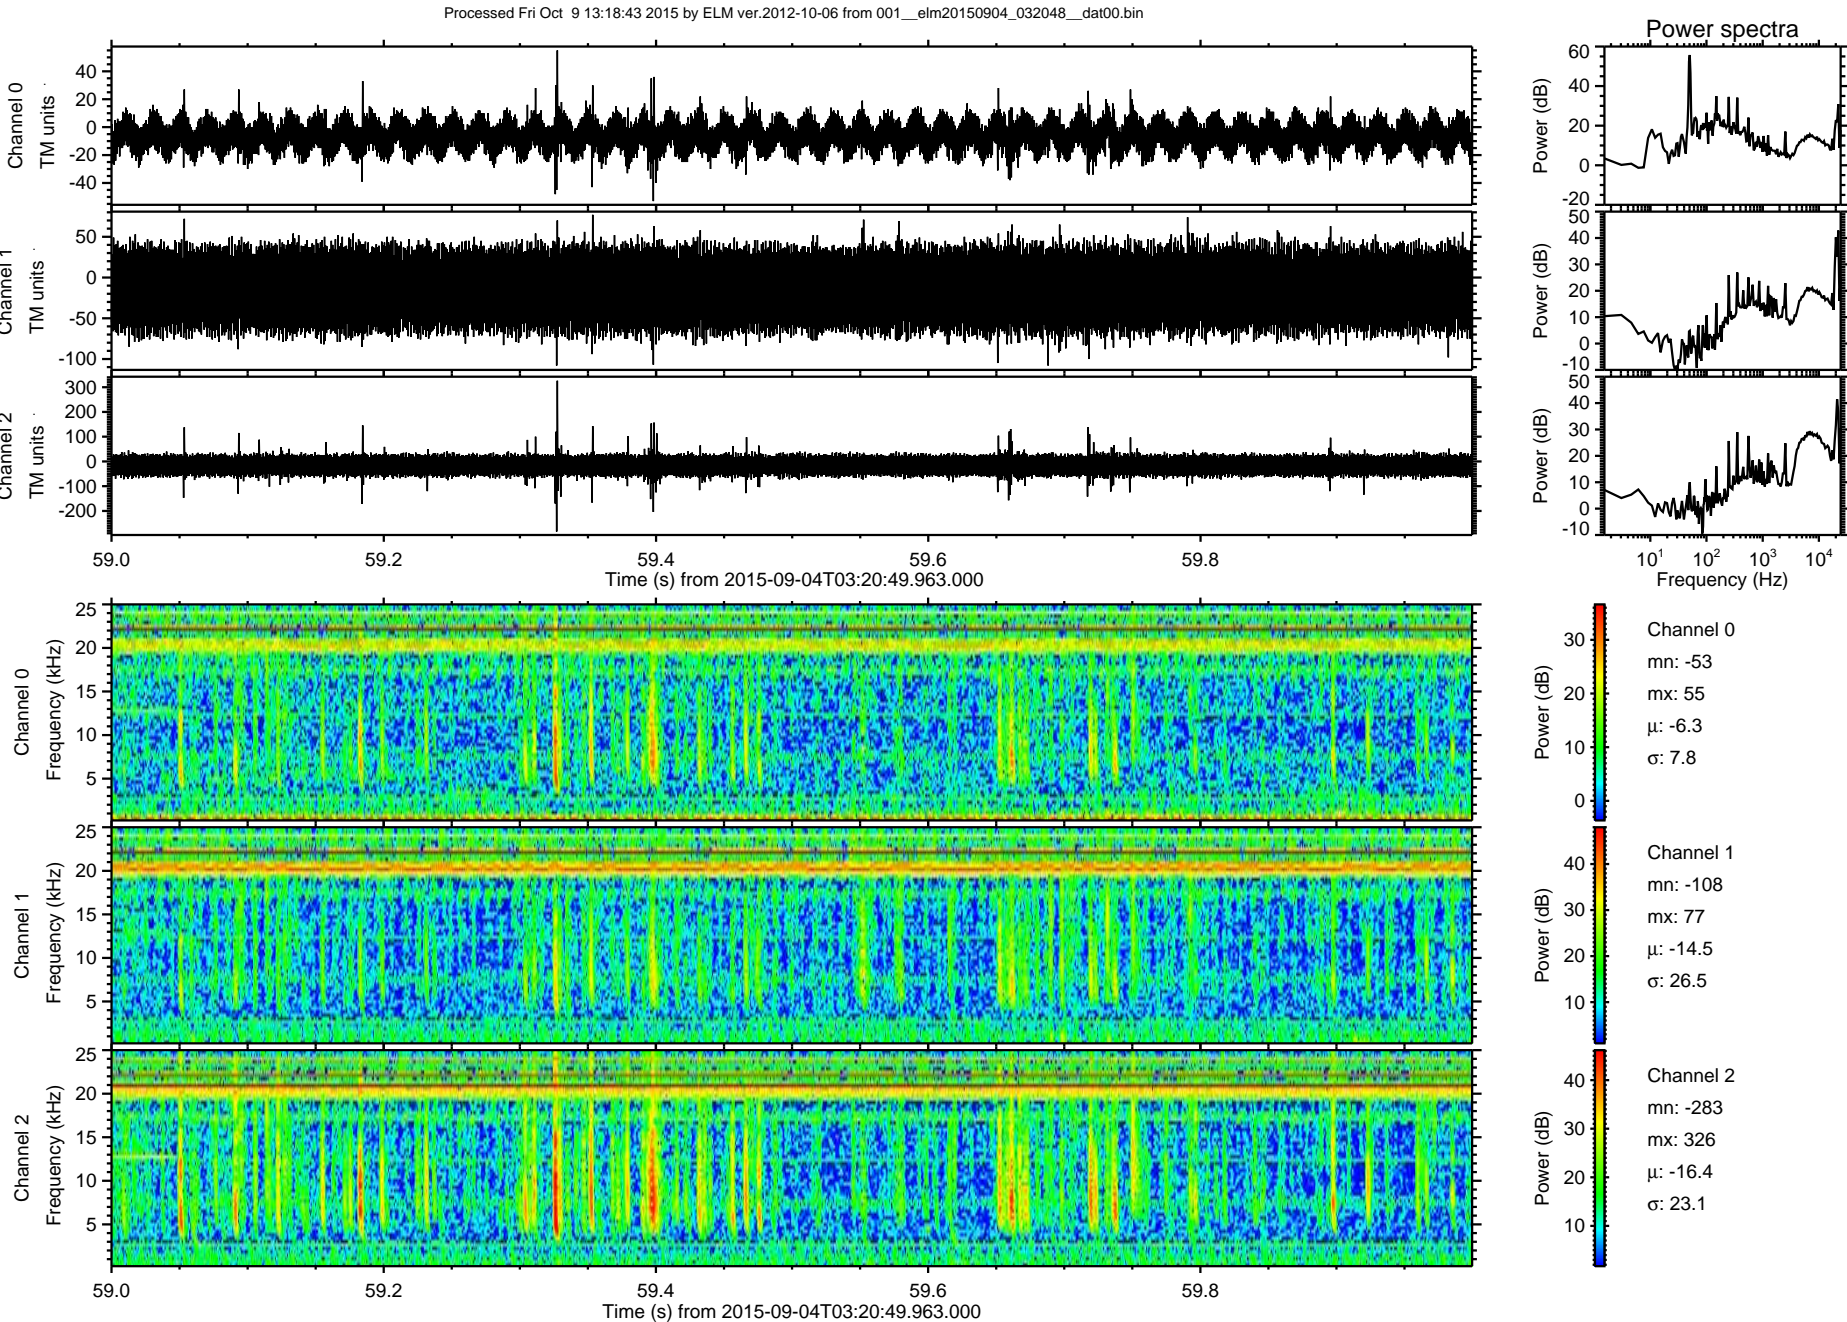 Processed Fri Oct  9 13:18:43 2015 by ELM ver.2012-10-06 from 001__elm20150904_032048__dat00.bin
Power spectra
Channel 0
TM units
40
20
0
-20
-40
Power (dB)
60
40
20
0
-20
Channel 1
TM units
50
0
-50
-100
Power (dB)
50
40
30
20
10
0
-10
Channel 2
TM units
300
200
100
0
-100
-200
Power (dB)
50
40
30
20
10
0
-10
59.0 59.2 59.4 59.6 59.8
Time (s) from 2015-09-04T03:20:49.963.000
10^1 10^2 10^3 10^4
Frequency (Hz)
Channel 0
Frequency (kHz)
25
20
15
10
5
Power (dB)
30
20
10
0
Channel 0
mn: -53
mx: 55
μ: -6.3
σ: 7.8
Channel 1
Frequency (kHz)
25
20
15
10
5
Power (dB)
40
30
20
10
Channel 1
mn: -108
mx: 77
μ: -14.5
σ: 26.5
Channel 2
Frequency (kHz)
25
20
15
10
5
Power (dB)
40
30
20
10
Channel 2
mn: -283
mx: 326
μ: -16.4
σ: 23.1
59.0 59.2 59.4 59.6 59.8
Time (s) from 2015-09-04T03:20:49.963.000